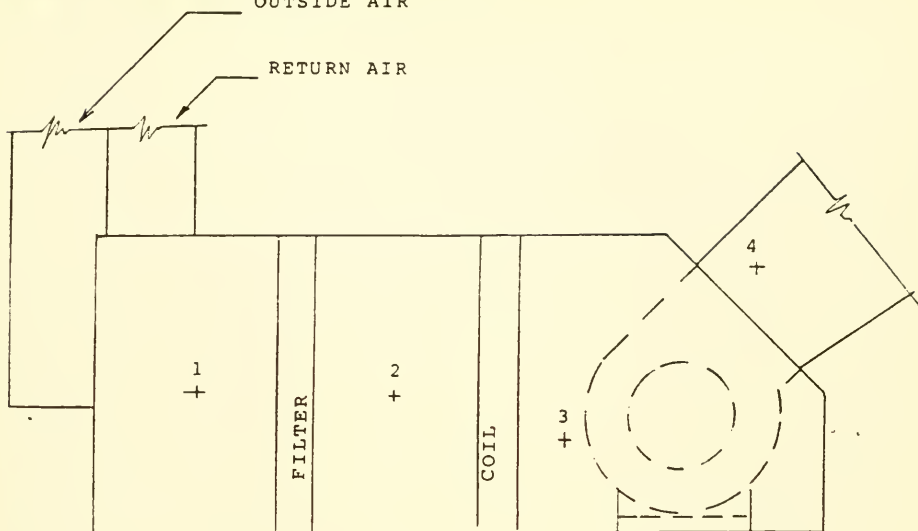 OUTSIDE AIR
RETURN AIR
4
1
2
3
FILTER
COIL